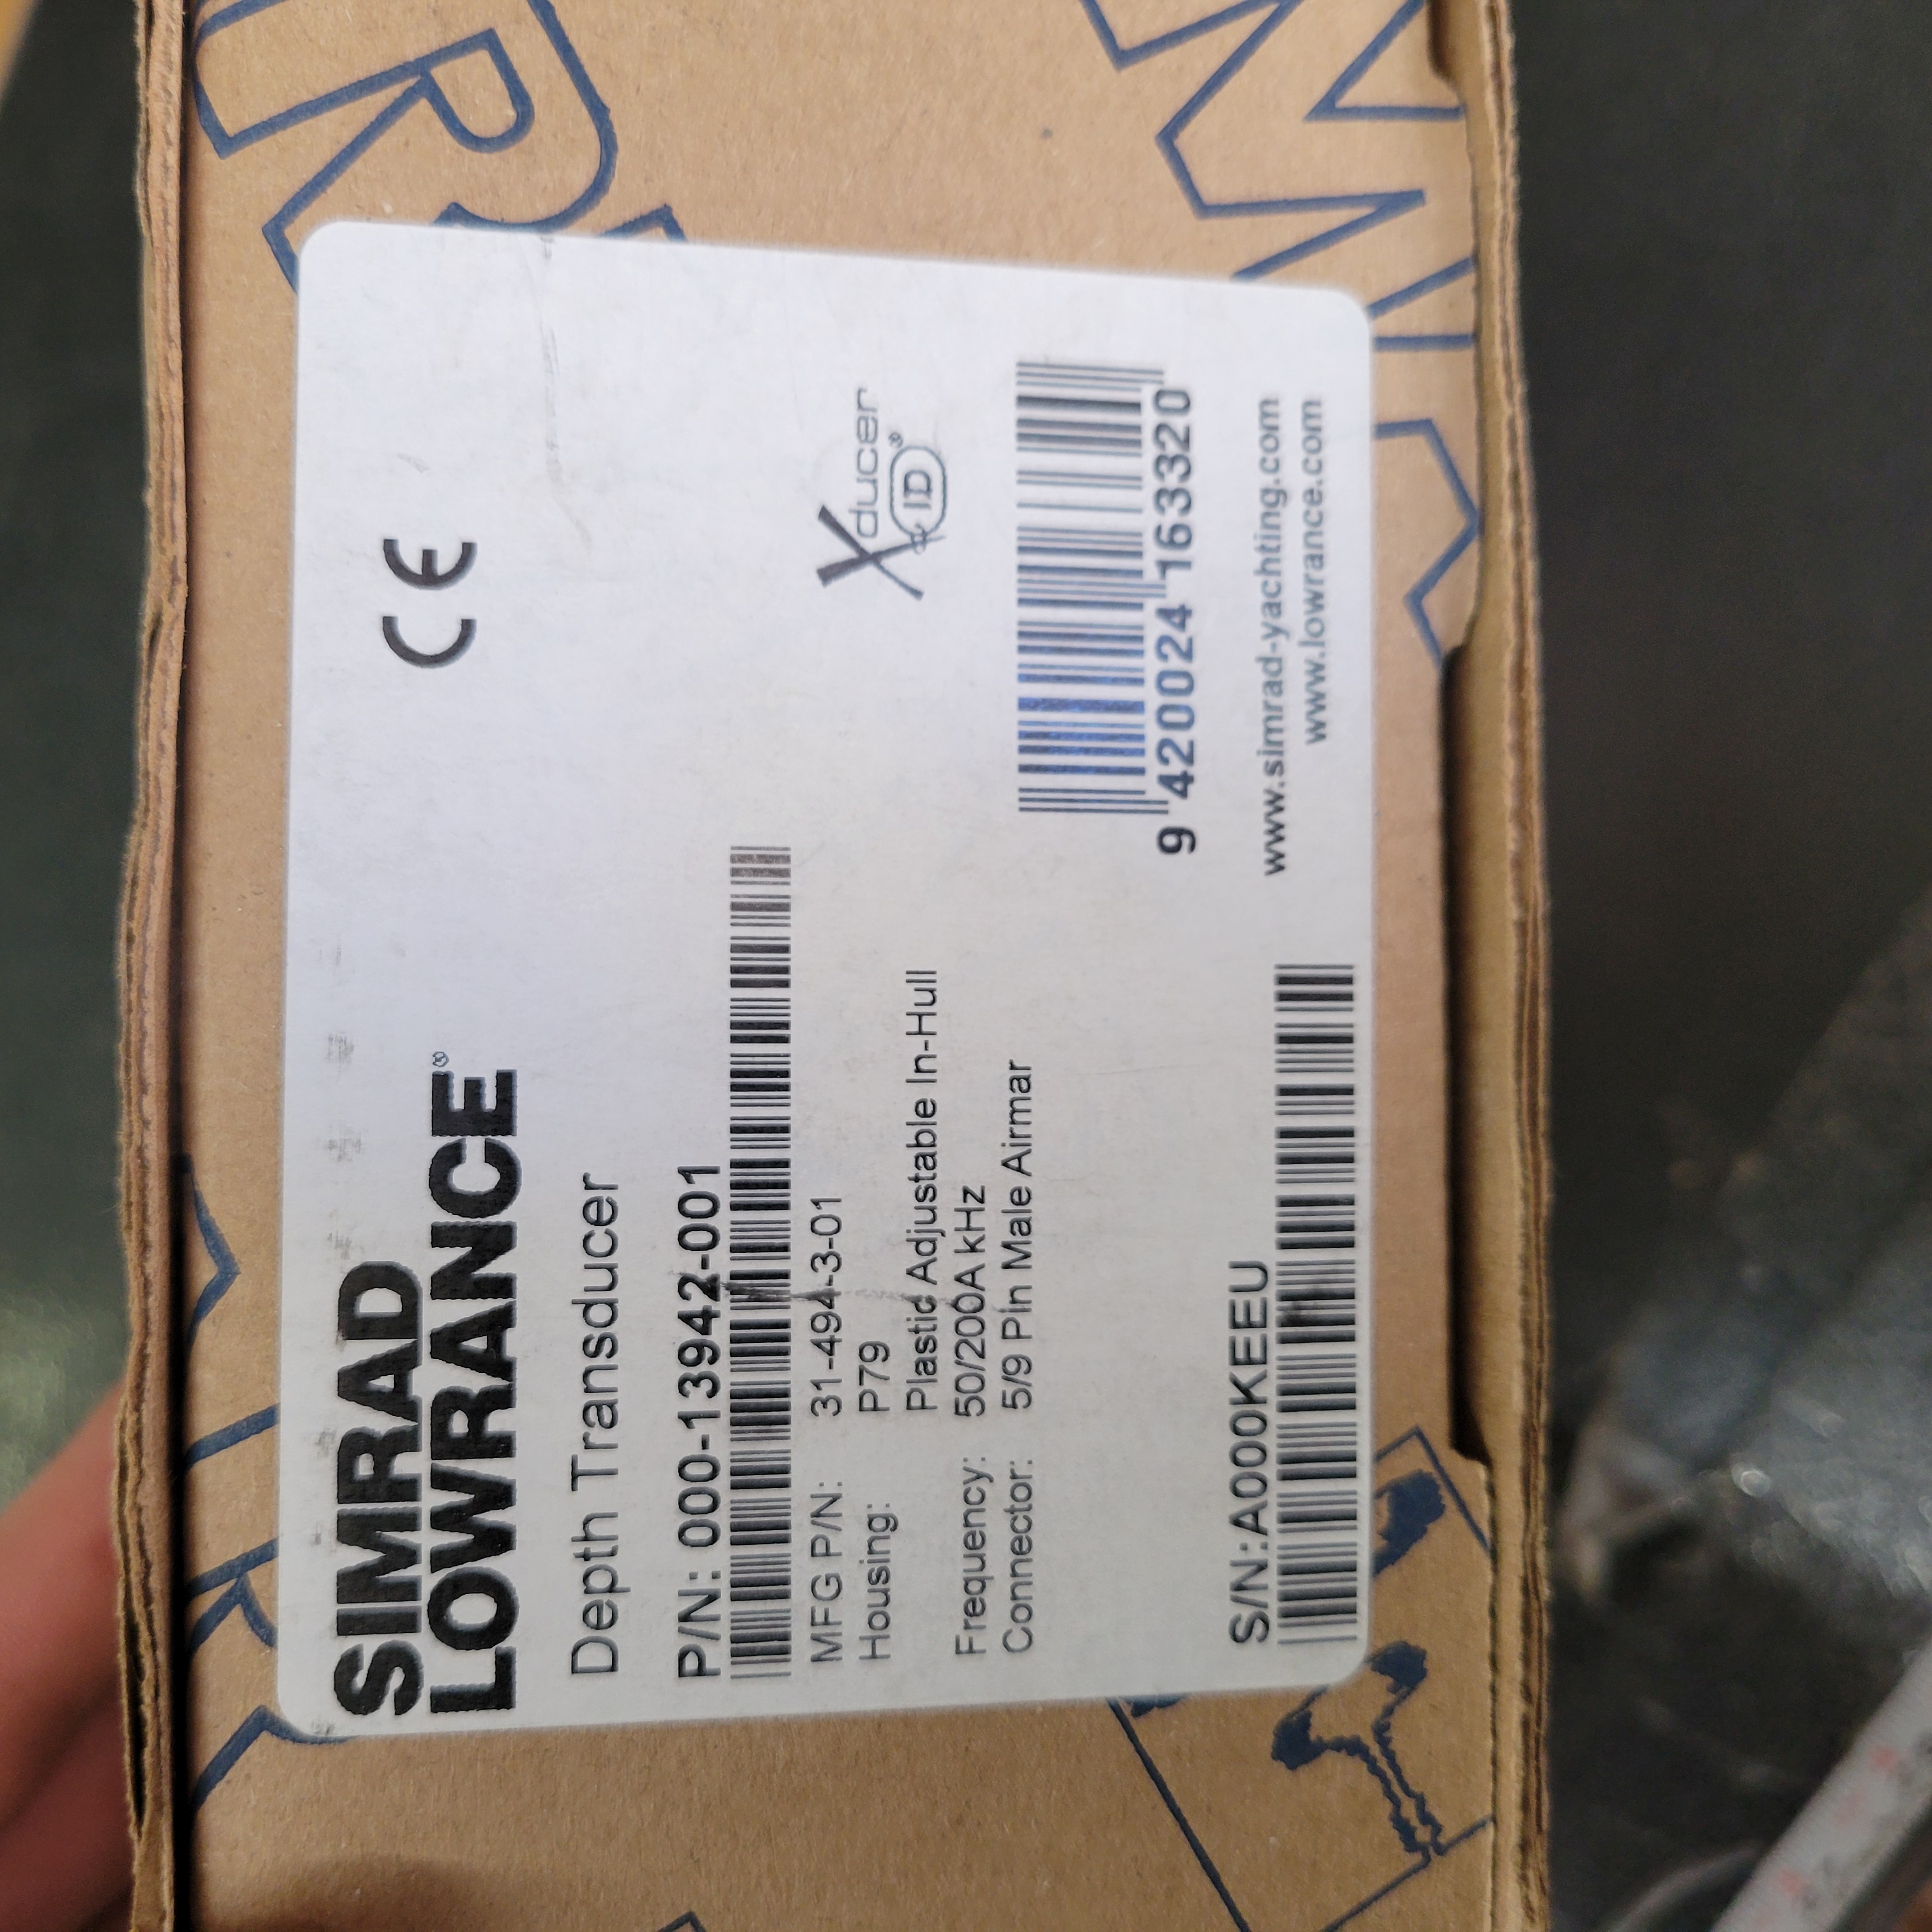 SIMRAD
LOWRANCE®
CE
Depth Transducer
P/N: 000-13942-001
MFG P/N: 31-494-3-01
Housing: P79
Plastic Adjustable In-Hull
Frequency: 50/200A kHz
Connector: 5/9 Pin Male Airmar
Xducer
ID®
9 420024 163320
S/N:A000KEEU
www.simrad-yachting.com
www.lowrance.com